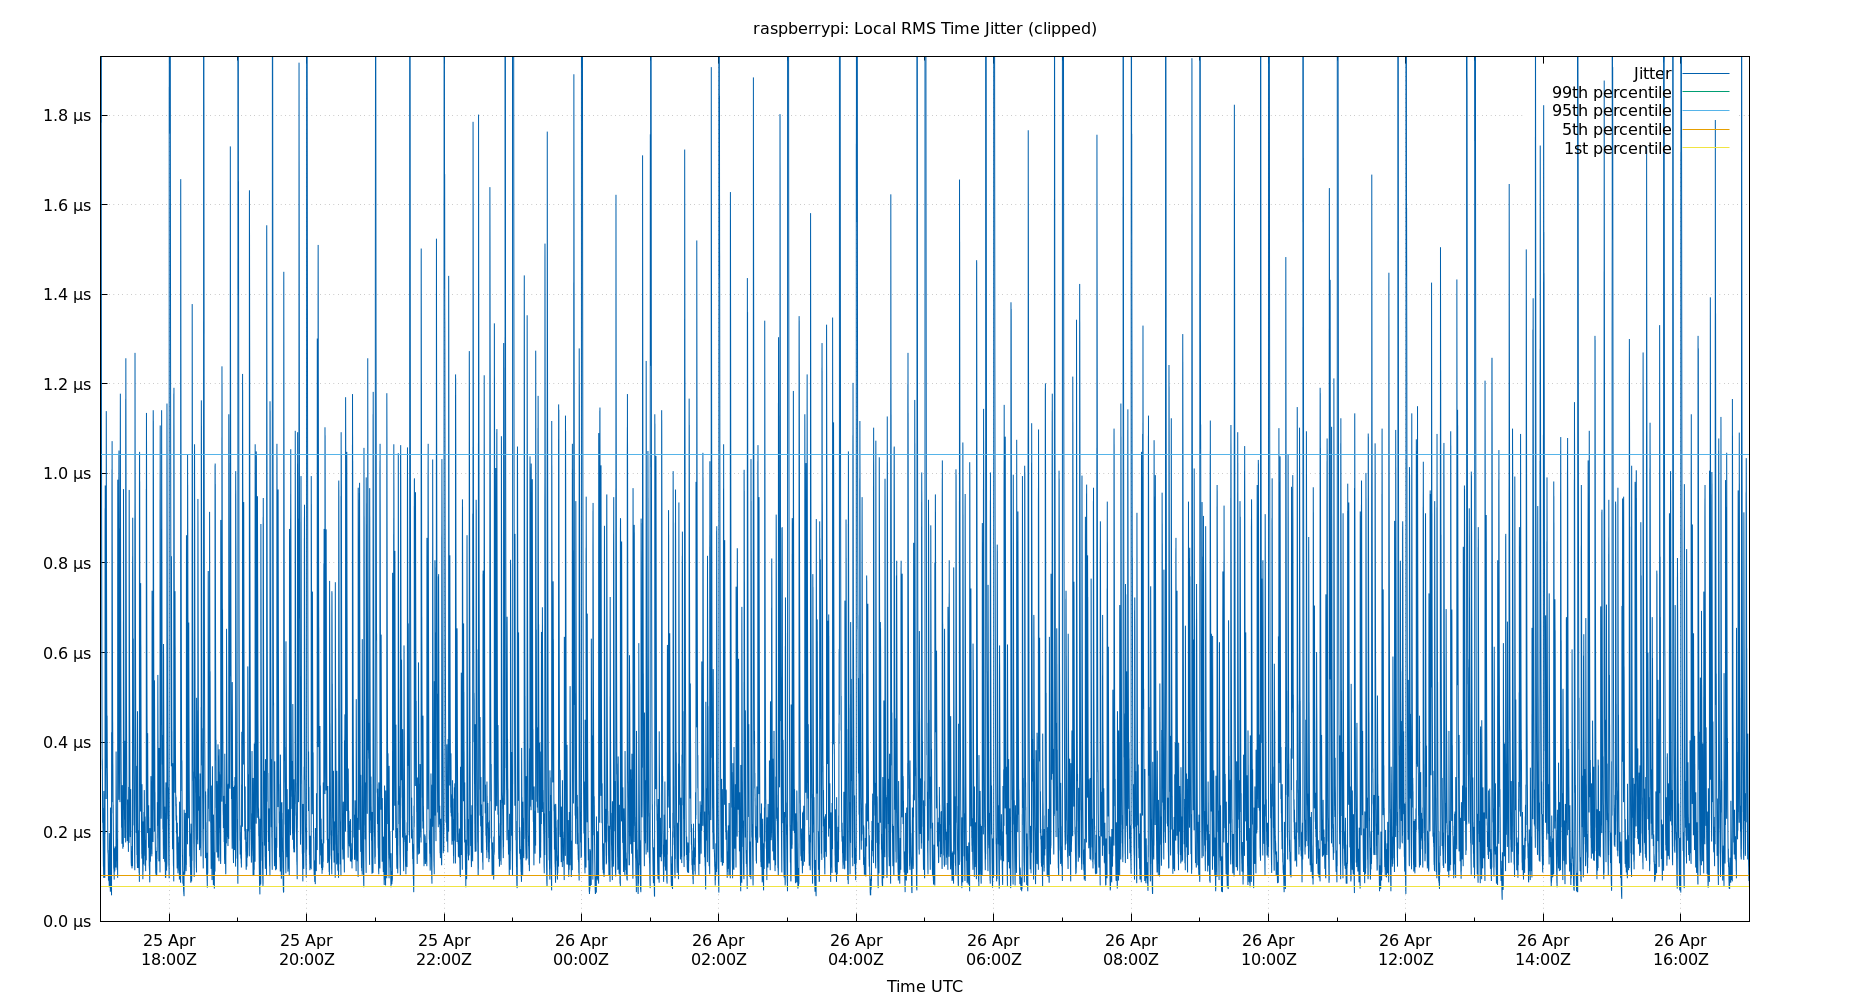 raspberrypi: Local RMS Time Jitter (clipped)
Jitter
99th percentile
95th percentile
5th percentile
1st percentile
1.8 µs
1.6 µs
1.4 µs
1.2 µs
1.0 µs
0.8 µs
0.6 µs
0.4 µs
0.2 µs
0.0 µs
25 Apr 25 Apr 25 Apr 26 Apr 26 Apr 26 Apr 26 Apr 26 Apr 26 Apr 26 Apr 26 Apr 26 Apr
18:00Z 20:00Z 22:00Z 00:00Z 02:00Z 04:00Z 06:00Z 08:00Z 10:00Z 12:00Z 14:00Z 16:00Z
Time UTC